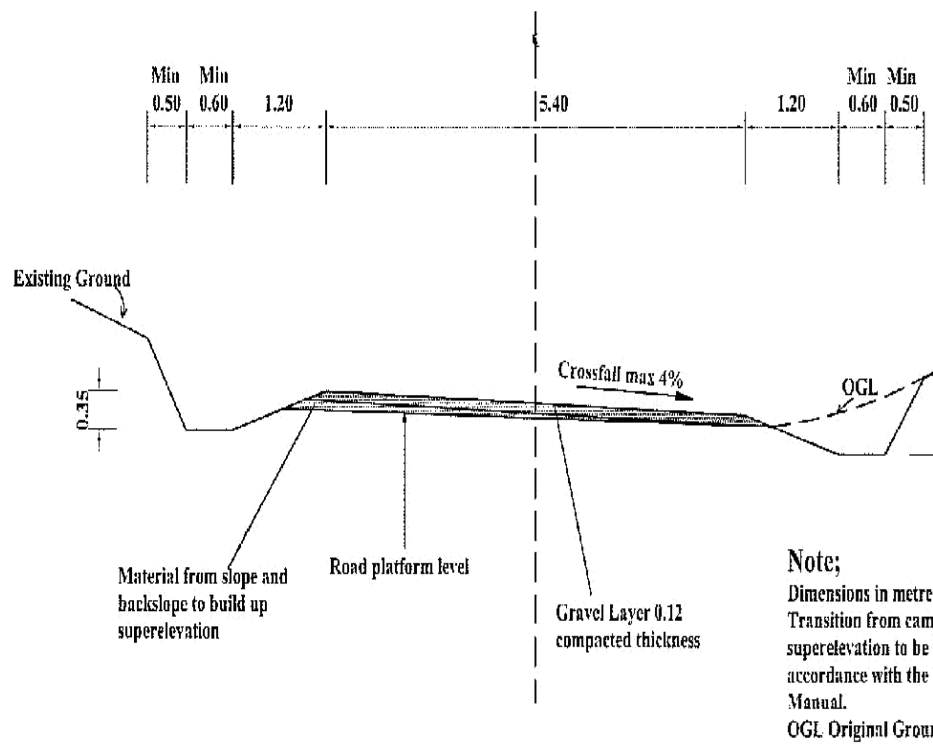 Min Min
0.50 0.60 1.20 5.40 1.20
Min Min
0.60 0.50
Existing Ground
0.35
Crossfall max 4%
OGL
Material from slope and
backslope to build up
superelevation
Road platform level
Gravel Layer 0.12
compacted thickness
Note;
Dimensions in metre
Transition from cam
superelevation to be
accordance with the
Manual.
OGL Original Groun